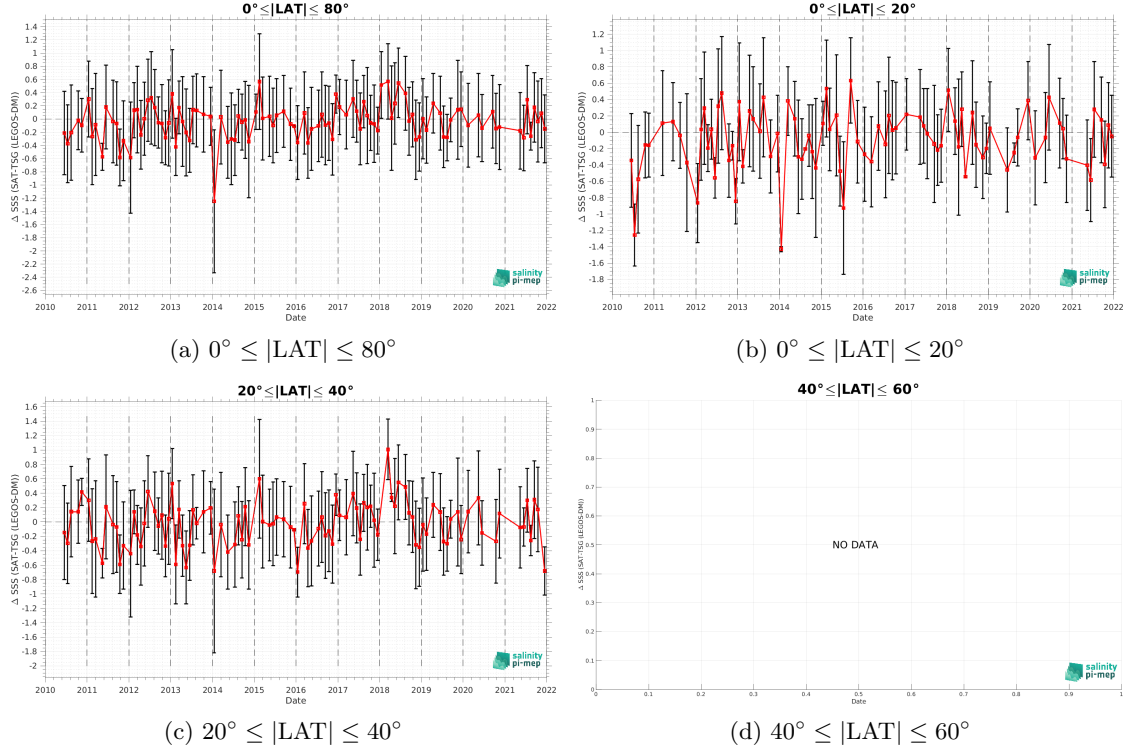 0°≤|LAT|≤ 80°
Δ SSS (SAT-TSG (LEGOS-DM))
1.4
1.2
1
0.8
0.6
0.4
0.2
0
-0.2
-0.4
-0.6
-0.8
-1
-1.2
-1.4
-1.6
-1.8
-2
-2.2
-2.4
-2.6
2010 2011 2012 2013 2014 2015 2016 2017 2018 2019 2020 2021 2022
Date
salinity
pi-mep
(a) 0° ≤ |LAT| ≤ 80°
0°≤|LAT|≤ 20°
Δ SSS (SAT-TSG (LEGOS-DM))
1.2
1
0.8
0.6
0.4
0.2
0
-0.2
-0.4
-0.6
-0.8
-1
-1.2
-1.4
-1.6
-1.8
2010 2011 2012 2013 2014 2015 2016 2017 2018 2019 2020 2021 2022
Date
salinity
pi-mep
(b) 0° ≤ |LAT| ≤ 20°
20°≤|LAT|≤ 40°
Δ SSS (SAT-TSG (LEGOS-DM))
1.6
1.4
1.2
1
0.8
0.6
0.4
0.2
0
-0.2
-0.4
-0.6
-0.8
-1
-1.2
-1.4
-1.6
-1.8
-2
2010 2011 2012 2013 2014 2015 2016 2017 2018 2019 2020 2021 2022
Date
salinity
pi-mep
(c) 20° ≤ |LAT| ≤ 40°
40°≤|LAT|≤ 60°
Δ SSS (SAT-TSG (LEGOS-DM))
1
0.9
0.8
0.7
0.6
0.5
0.4
0.3
0.2
0.1
0
NO DATA
0 0.1 0.2 0.3 0.4 0.5 0.6 0.7 0.8 0.9 1
Date
salinity
pi-mep
(d) 40° ≤ |LAT| ≤ 60°